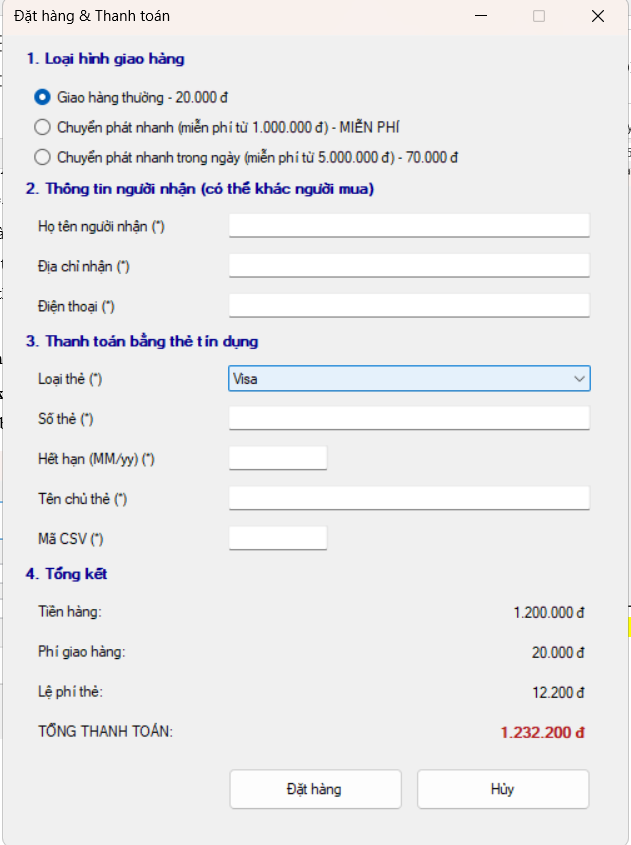 Đặt hàng & Thanh toán
1. Loại hình giao hàng
Giao hàng thường - 20.000 đ
Chuyển phát nhanh (miễn phí từ 1.000.000 đ) - MIỄN PHÍ
Chuyển phát nhanh trong ngày (miễn phí từ 5.000.000 đ) - 70.000 đ
2. Thông tin người nhận (có thể khác người mua)
Họ tên người nhận (*)
Địa chỉ nhận (*)
Điện thoại (*)
3. Thanh toán bằng thẻ tín dụng
Loại thẻ (*) Visa
Số thẻ (*)
Hết hạn (MM/yy) (*)
Tên chủ thẻ (*)
Mã CSV (*)
4. Tổng kết
Tiền hàng: 1.200.000 đ
Phí giao hàng: 20.000 đ
Lệ phí thẻ: 12.200 đ
TỔNG THANH TOÁN: 1.232.200 đ
Đặt hàng Hủy